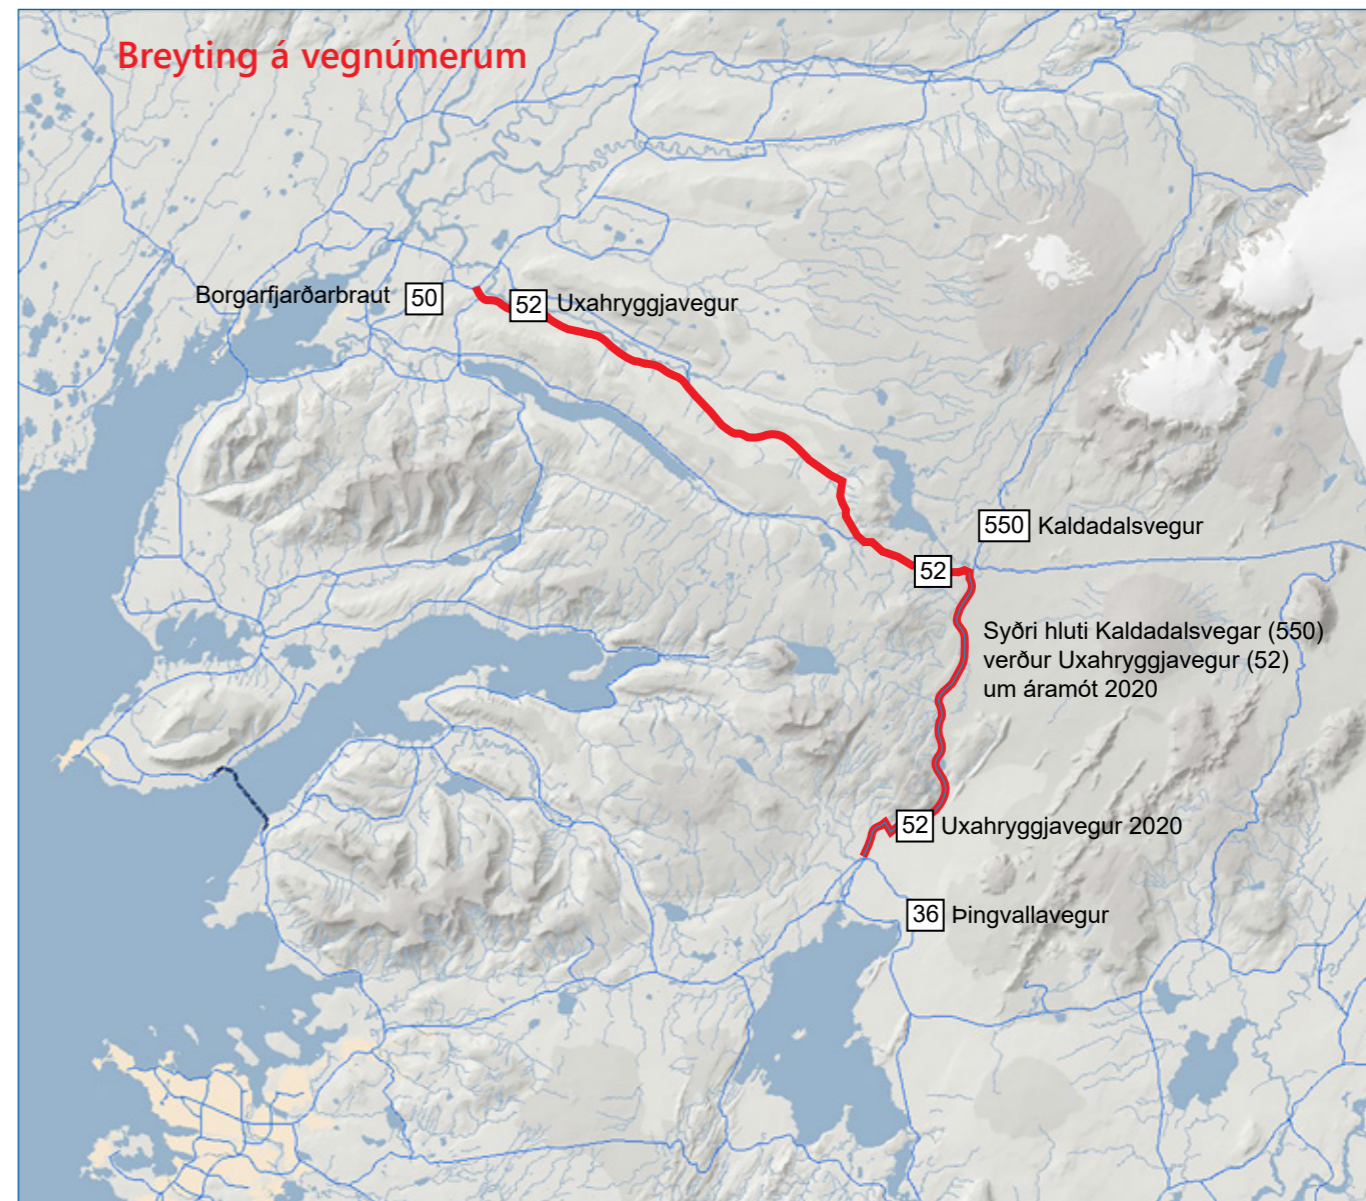 Breyting á vegnúmerum
Borgarfjarðarbraut 50
52 Uxahryggjavegur
550 Kaldadalsvegur
52
Syðri hluti Kaldadalsvegar (550)
verður Uxahryggjavegur (52)
um áramót 2020
52 Uxahryggjavegur 2020
36 Þingvallavegur